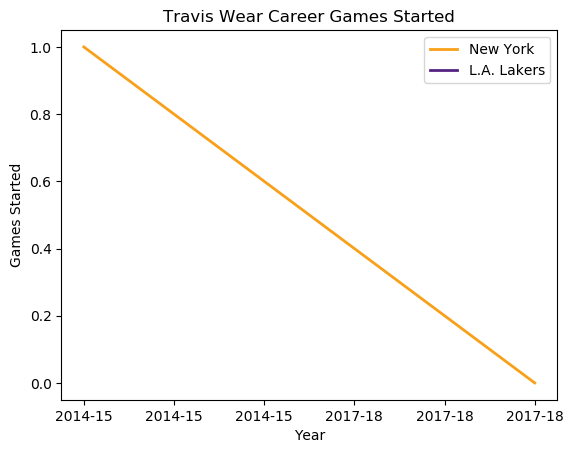 Travis Wear Career Games Started
New York
L.A. Lakers
1.0
0.8
0.6
0.4
0.2
0.0
Games Started
2014-15 2014-15 2014-15 2017-18 2017-18 2017-18
Year